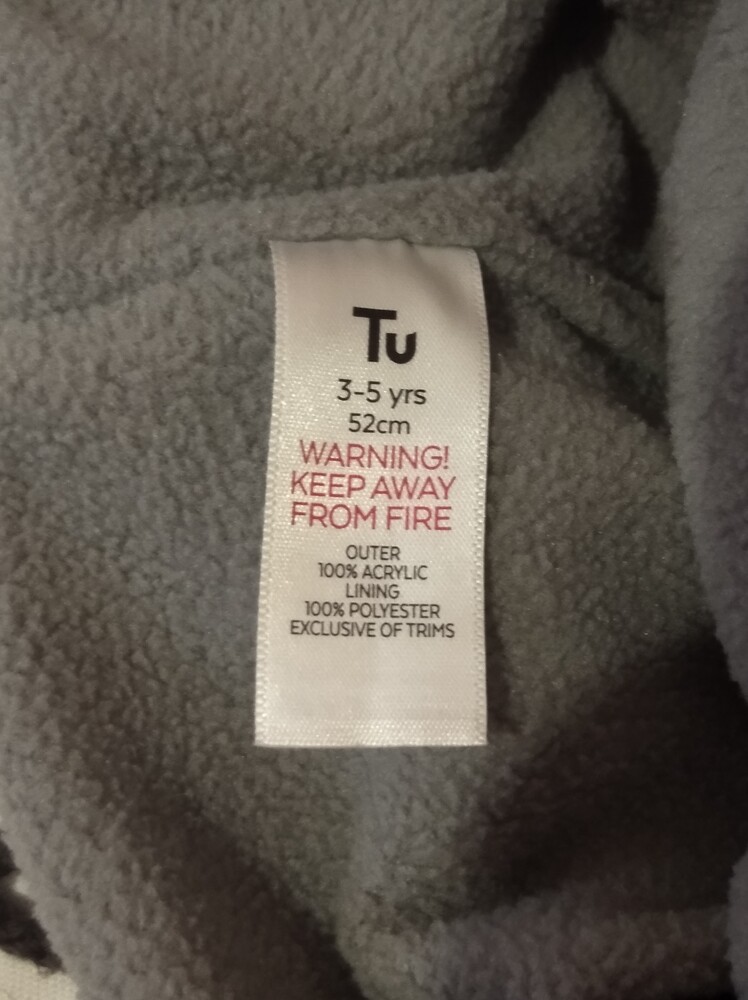 Tu
3-5 yrs
52cm
WARNING!
KEEP AWAY
FROM FIRE
OUTER
100% ACRYLIC
LINING
100% POLYESTER
EXCLUSIVE OF TRIMS